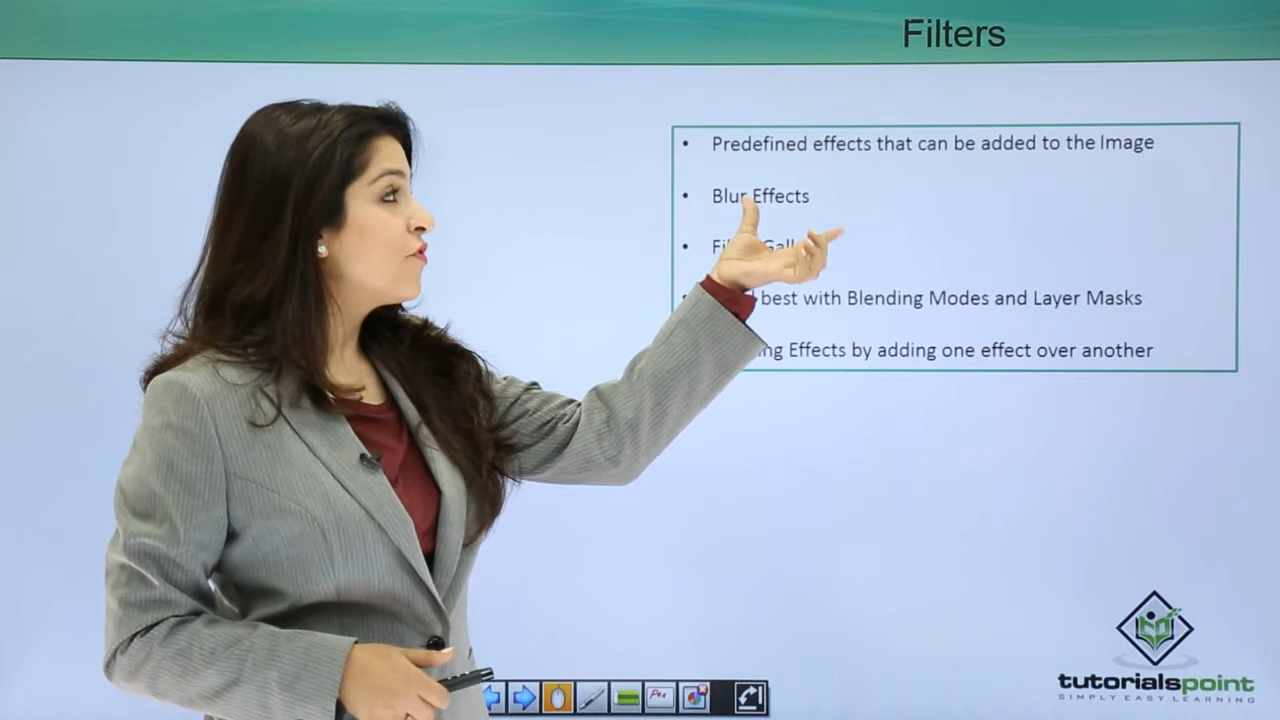 Filters
• Predefined effects that can be added to the Image
• Blur Effects
•
best with Blending Modes and Layer Masks
Effects by adding one effect over another
Pen
tutorialspoint
SIMPLY EASY LEARNING